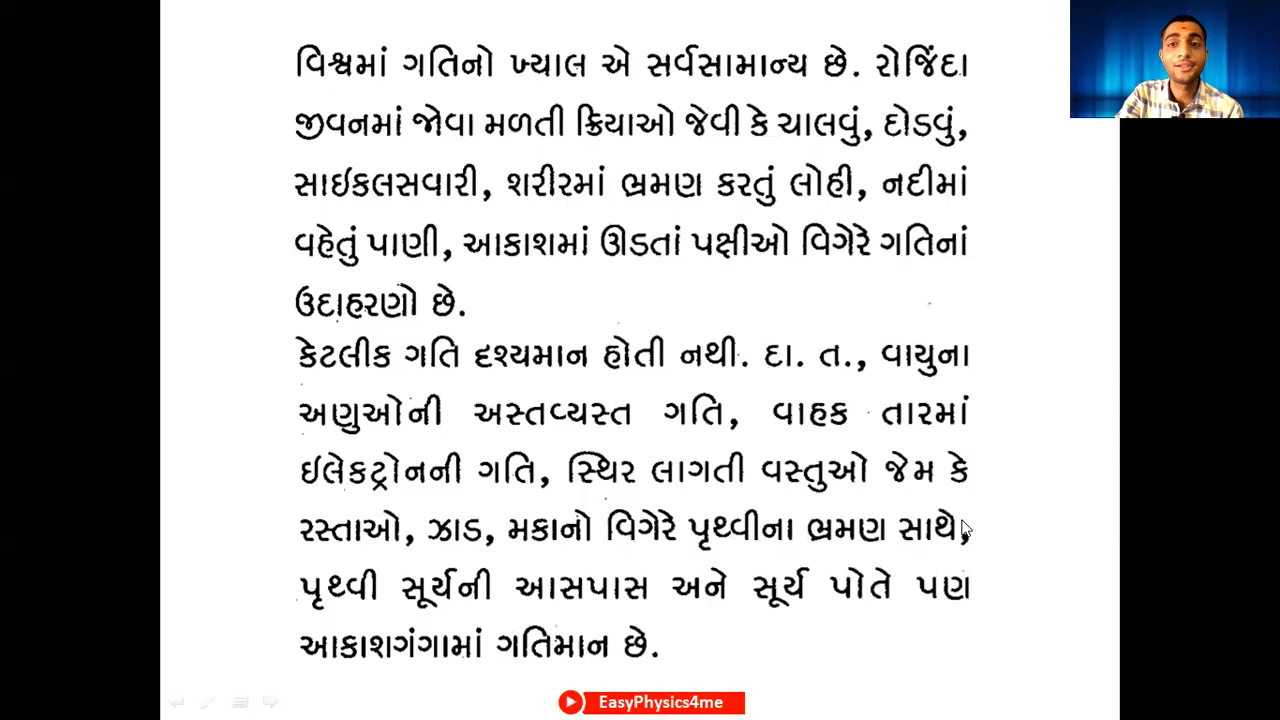 વિશ્વમાં ગતિનો ખ્યાલ એ સર્વસામાન્ય છે. રોજિંદા
જીવનમાં જોવા મળતી ક્રિયાઓ જેવી કે ચાલવું, દોડવું,
સાઇકલસવારી, શરીરમાં ભ્રમણ કરતું લોહી, નદીમાં
વહેતું પાણી, આકાશમાં ઊડતાં પક્ષીઓ વિગેરે ગતિનાં
ઉદાહરણો છે.
કેટલીક ગતિ દૃશ્યમાન હોતી નથી. દા. ત., વાયુના
અણુઓની અસ્તવ્યસ્ત ગતિ, વાહક તારમાં
ઇલેકટ્રોનની ગતિ, સ્થિર લાગતી વસ્તુઓ જેમ કે
રસ્તાઓ, ઝાડ, મકાનો વિગેરે પૃથ્વીના ભ્રમણ સાથે,
પૃથ્વી સૂર્યની આસપાસ અને સૂર્ય પોતે પણ
આકાશગંગામાં ગતિમાન છે.
EasyPhysics4me